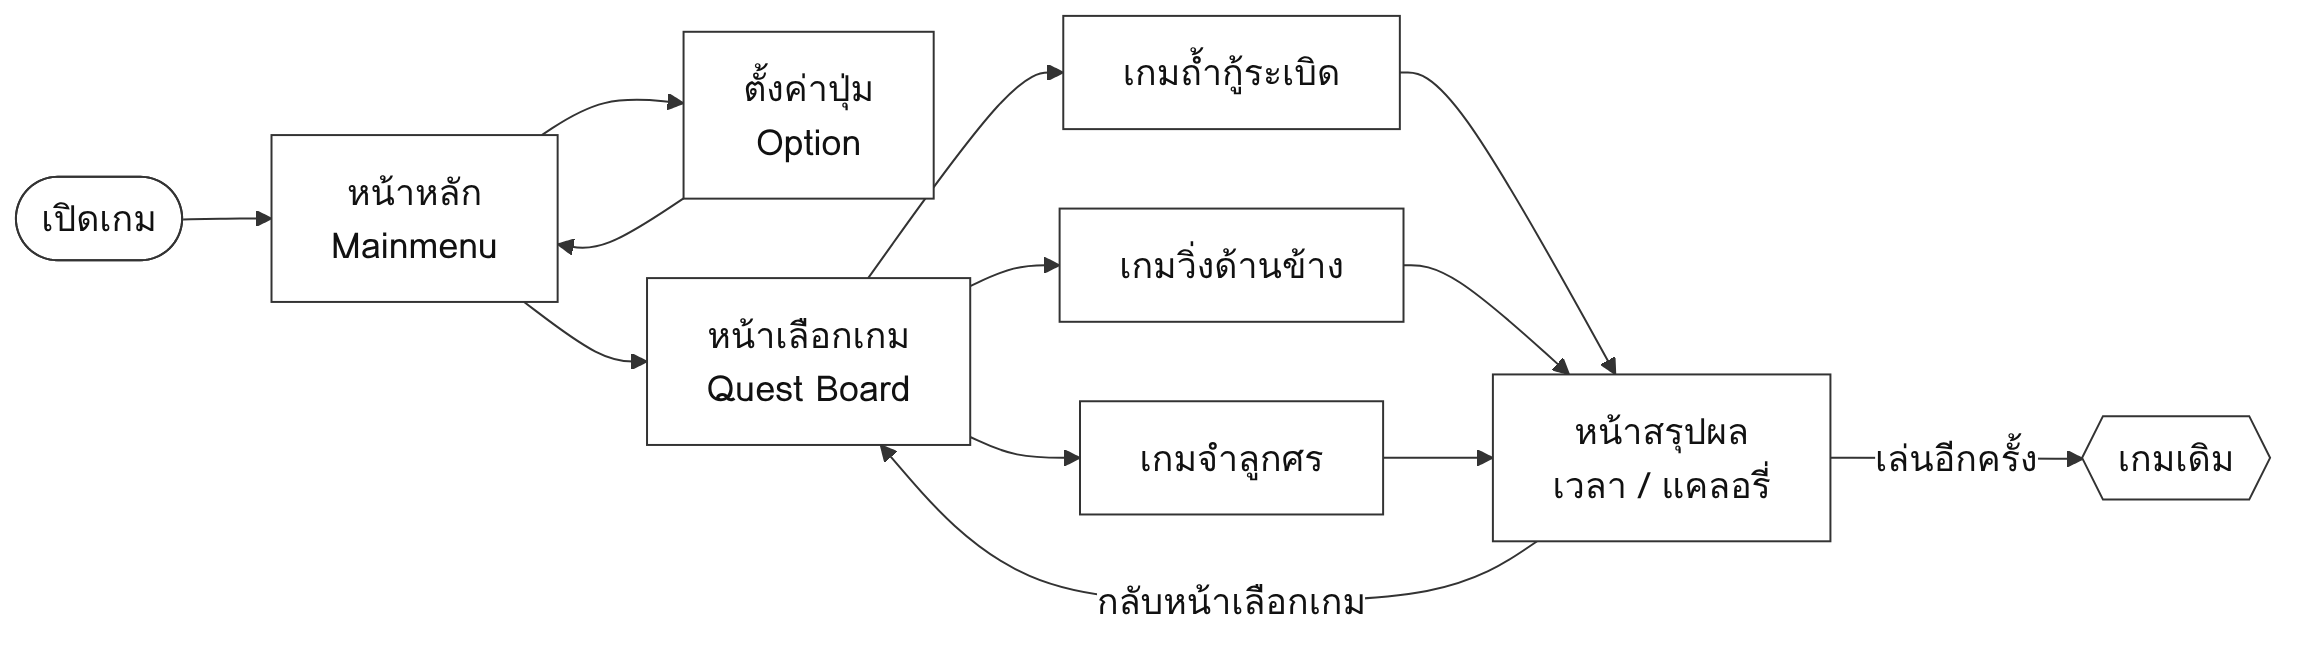 เปิดเกม
หน้าหลัก
Mainmenu
ตั้งค่าปุ่ม
Option
หน้าเลือกเกม
Quest Board
เกมถ้ำกู้ระเบิด
เกมวิ่งด้านข้าง
เกมจำลูกศร
หน้าสรุปผล
เวลา / แคลอรี่
เล่นอีกครั้ง
เกมเดิม
กลับหน้าเลือกเกม